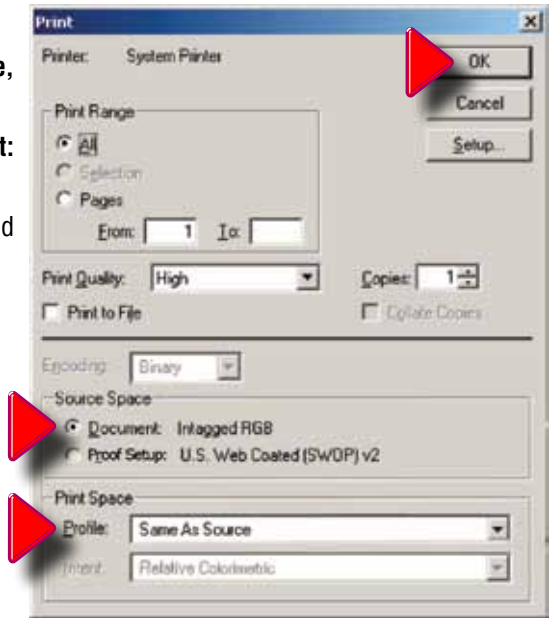 Print
e,
t:
d
Printer: System Printer
OK
Cancel
Setup...
Print Range
All
Selection
Pages
From: 1 To:
Print Quality: High
Copies: 1
Print to File
Collate Copies
Encoding: Binary
Source Space
Document: Intagged RGB
Proof Setup: U.S. Web Coated (SWOP) v2
Print Space
Profile: Same As Source
Intent: Relative Colorimetric